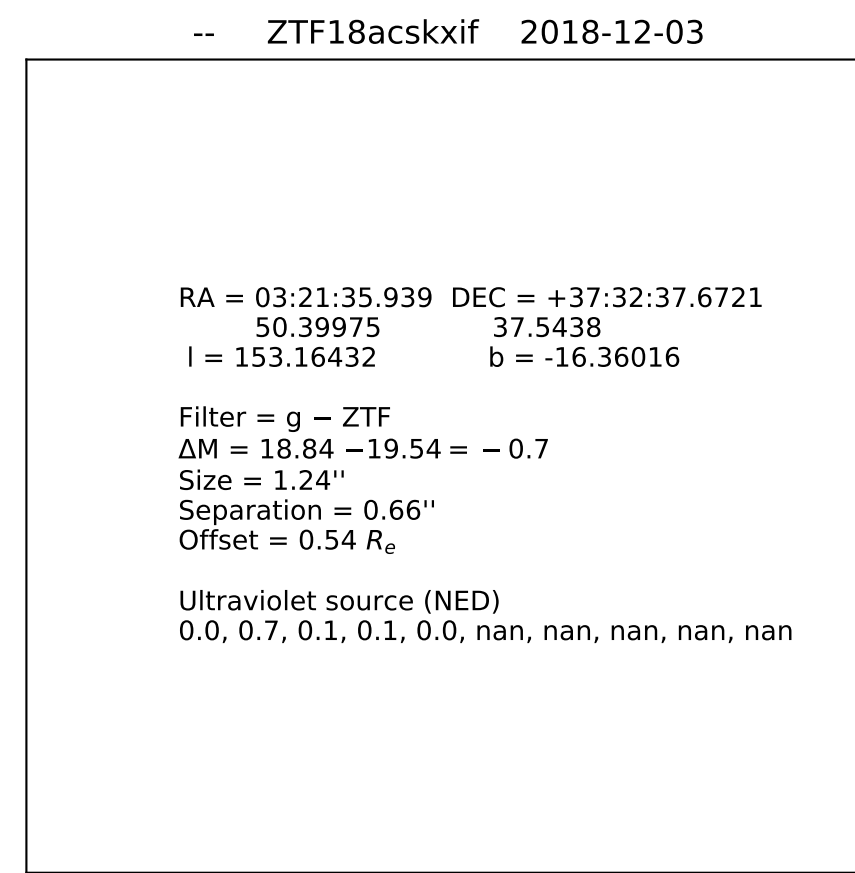 -- ZTF18acskxif 2018-12-03
RA = 03:21:35.939 DEC = +37:32:37.6721
50.39975 37.5438
l = 153.16432 b = -16.36016
Filter = g − ZTF
ΔM = 18.84 −19.54 = − 0.7
Size = 1.24''
Separation = 0.66''
Offset = 0.54 Re
Ultraviolet source (NED)
0.0, 0.7, 0.1, 0.1, 0.0, nan, nan, nan, nan, nan